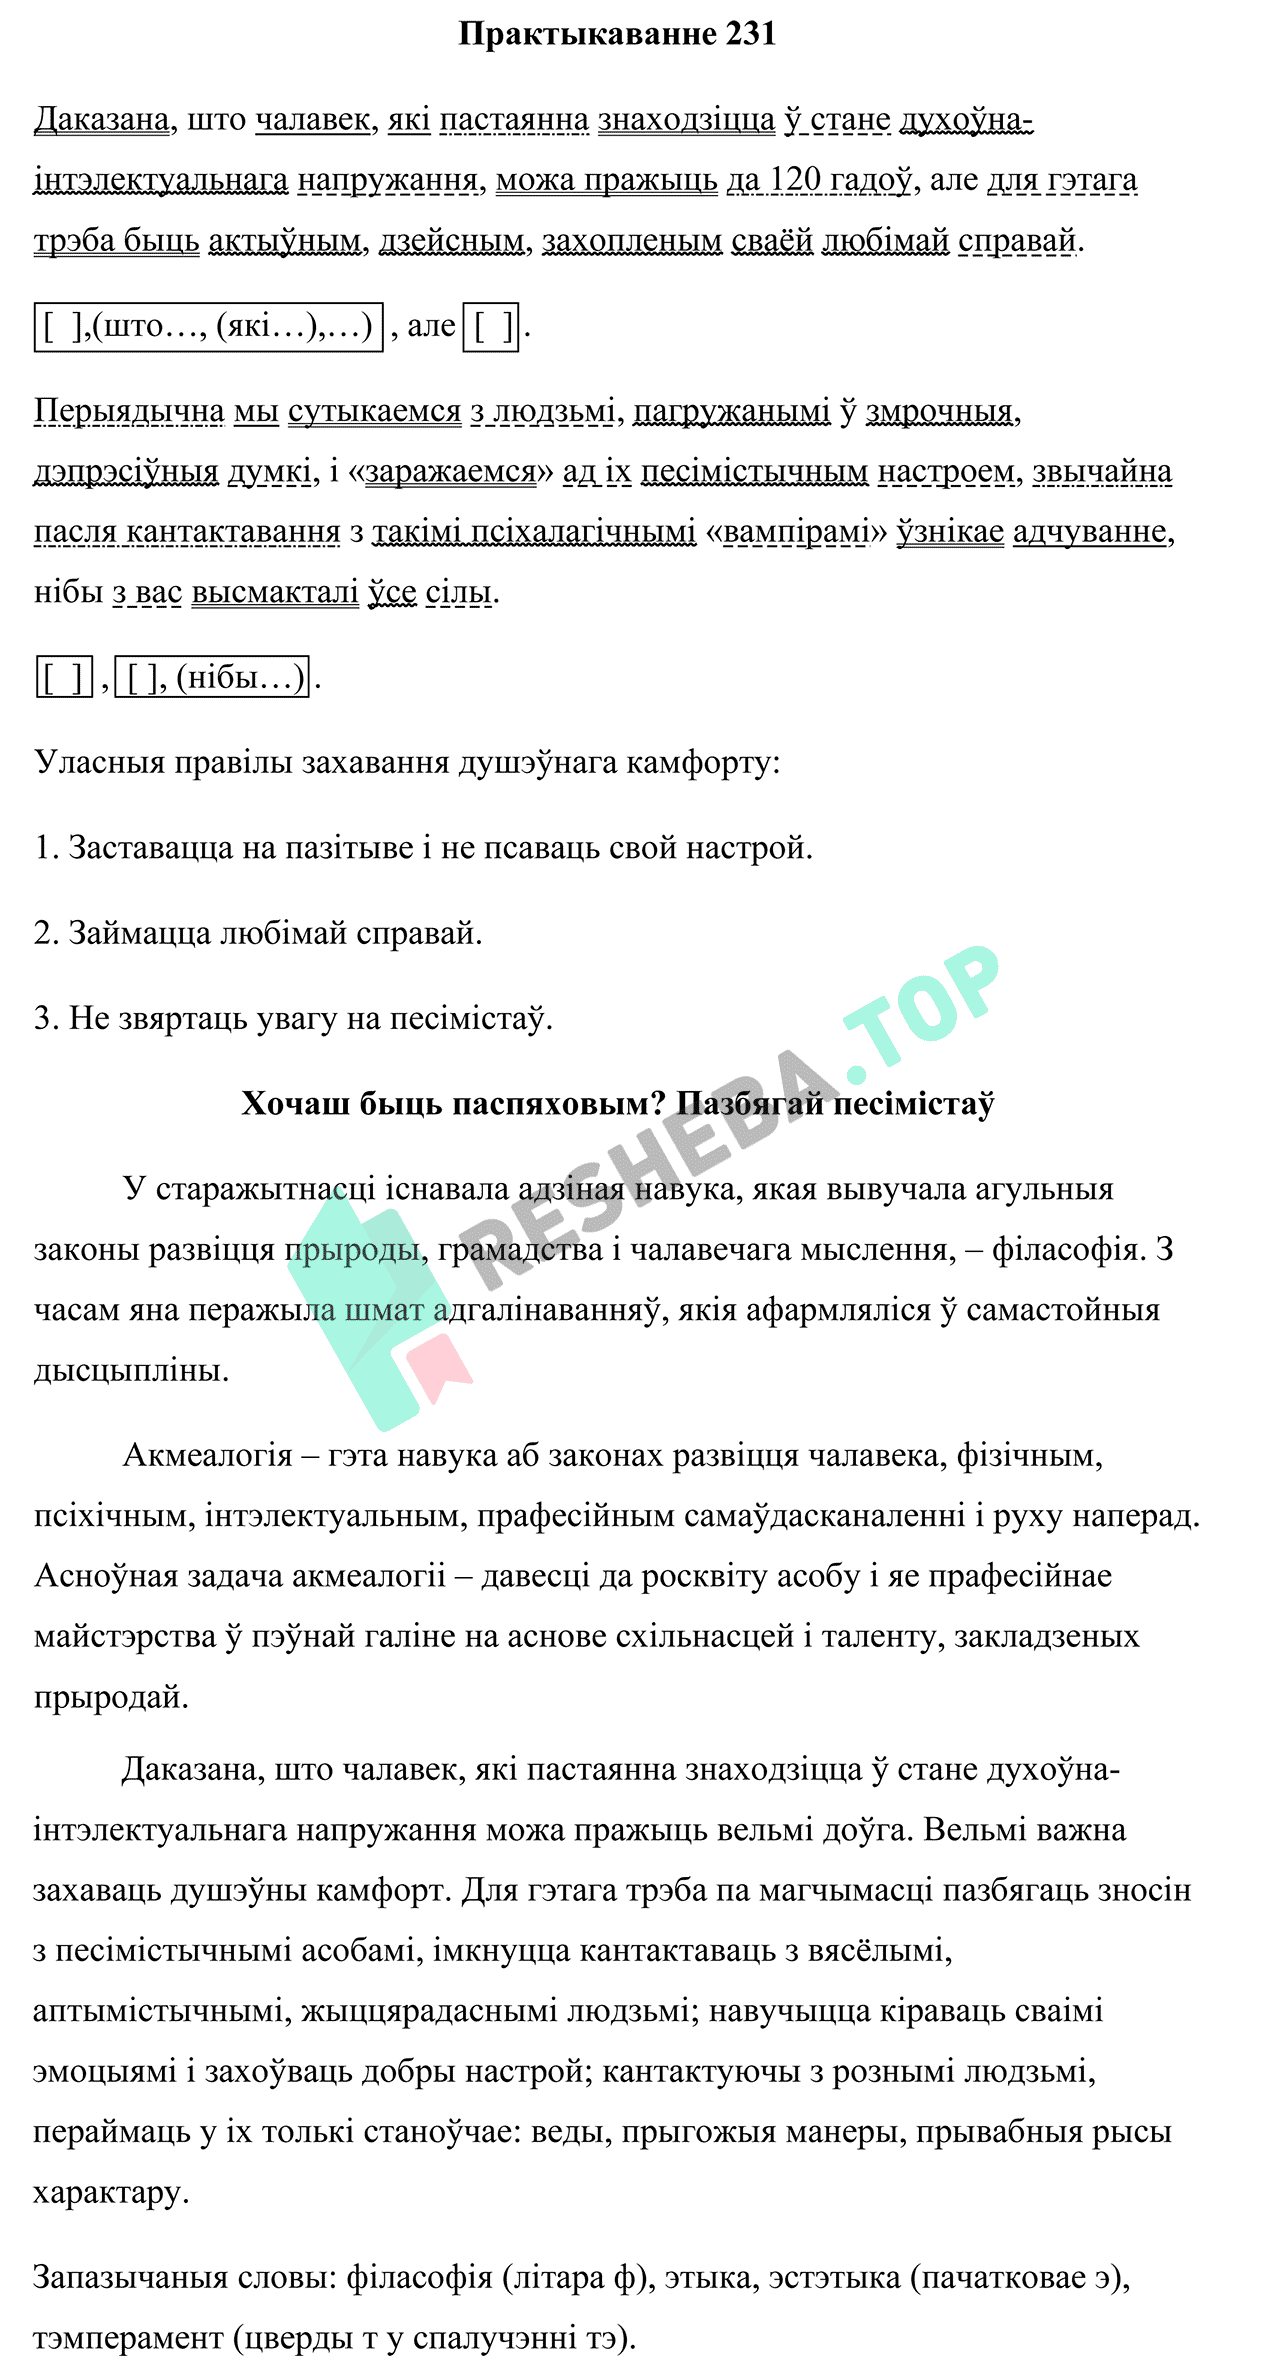 Практыкаванне 231
Даказана, што чалавек, які пастаянна знаходзіцца ў стане духоўна-
інтэлектуальнага напружання, можа пражыць да 120 гадоў, але для гэтага
трэба быць актыўным, дзейсным, захопленым сваёй любімай справай.
[ ],(што…, (які…),…) , але [ ].
Перыядычна мы сутыкаемся з людзьмі, пагружанымі ў змрочныя,
дэпрэсіўныя думкі, і «заражаемся» ад іх песімістычным настроем, звычайна
пасля кантактавання з такімі псіхалагічнымі «вампірамі» ўзнікае адчуванне,
нібы з вас высмакталі ўсе сілы.
[ ] , [ ], (нібы…) .
Уласныя правілы захавання душэўнага камфорту:
1. Заставацца на пазітыве і не псаваць свой настрой.
2. Займацца любімай справай.
3. Не звяртаць увагу на песімістаў.
Хочаш быць паспяховым? Пазбягай песімістаў
У старажытнасці існавала адзіная навука, якая вывучала агульныя
законы развіцця прыроды, грамадства і чалавечага мыслення, – філасофія. З
часам яна перажыла шмат адгалінаванняў, якія афармляліся ў самастойныя
дысцыпліны.
Акмеалогія – гэта навука аб законах развіцця чалавека, фізічным,
псіхічным, інтэлектуальным, прафесійным самаўдасканаленні і руху наперад.
Асноўная задача акмеалогіі – давесці да росквіту асобу і яе прафесійнае
майстэрства ў пэўнай галіне на аснове схільнасцей і таленту, закладзеных
прыродай.
Даказана, што чалавек, які пастаянна знаходзіцца ў стане духоўна-
інтэлектуальнага напружання можа пражыць вельмі доўга. Вельмі важна
захаваць душэўны камфорт. Для гэтага трэба па магчымасці пазбягаць зносін
з песімістычнымі асобамі, імкнуцца кантактаваць з вясёлымі,
аптымістычнымі, жыццярадаснымі людзьмі; навучыцца кіраваць сваімі
эмоцыямі і захоўваць добры настрой; кантактуючы з рознымі людзьмі,
пераймаць у іх толькі станоўчае: веды, прыгожыя манеры, прывабныя рысы
характару.
Запазычаныя словы: філасофія (літара ф), этыка, эстэтыка (пачатковае э),
тэмперамент (цверды т у спалучэнні тэ).
RESHEBA.TOP